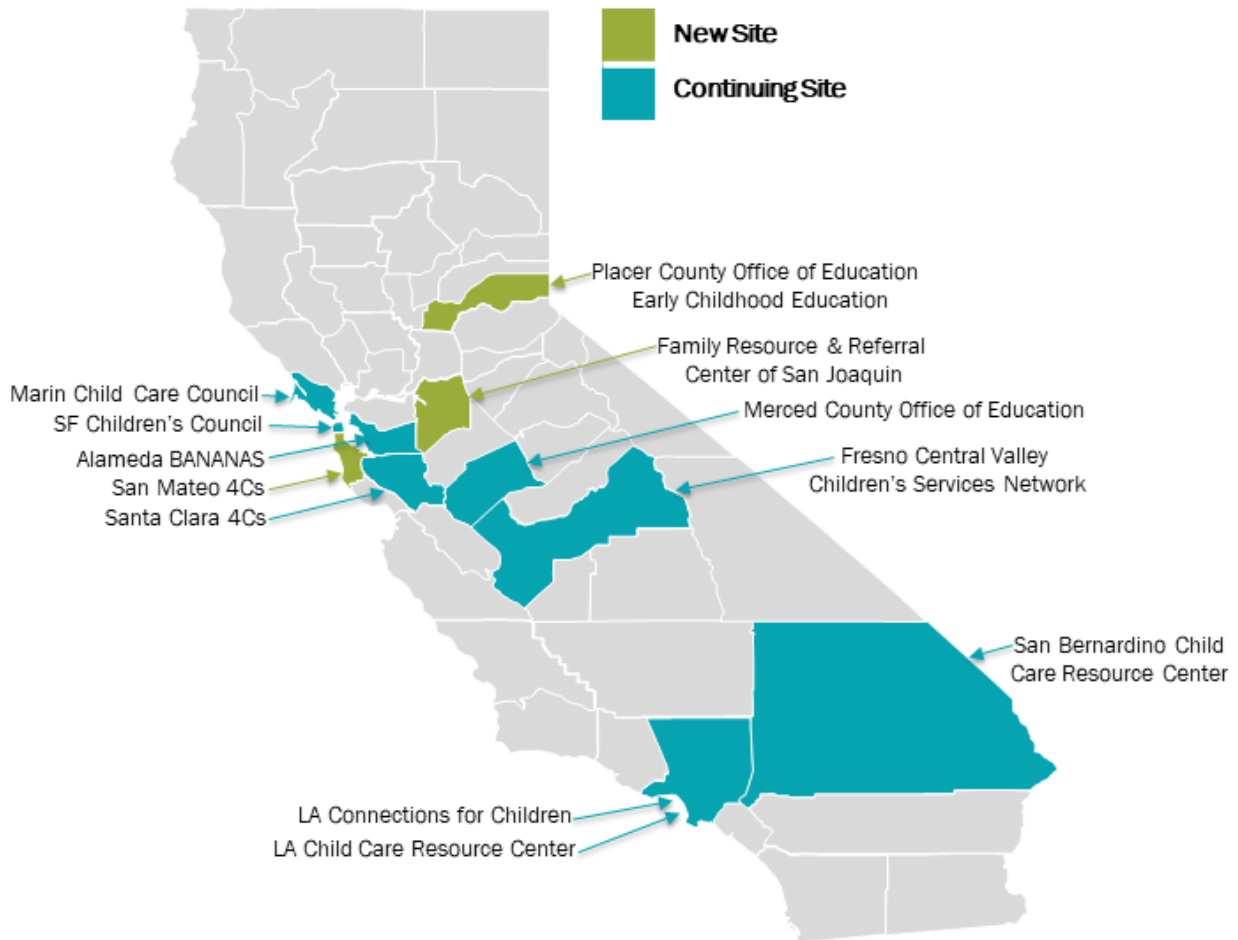 New Site
Continuing Site
Placer County Office of Education
Early Childhood Education
Family Resource & Referral
Center of San Joaquin
Marin Child Care Council
SF Children's Council
Merced County Office of Education
Alameda BANANAS
Fresno Central Valley
Children's Services Network
San Mateo 4Cs
Santa Clara 4Cs
San Bernardino Child
Care Resource Center
LA Connections for Children
LA Child Care Resource Center